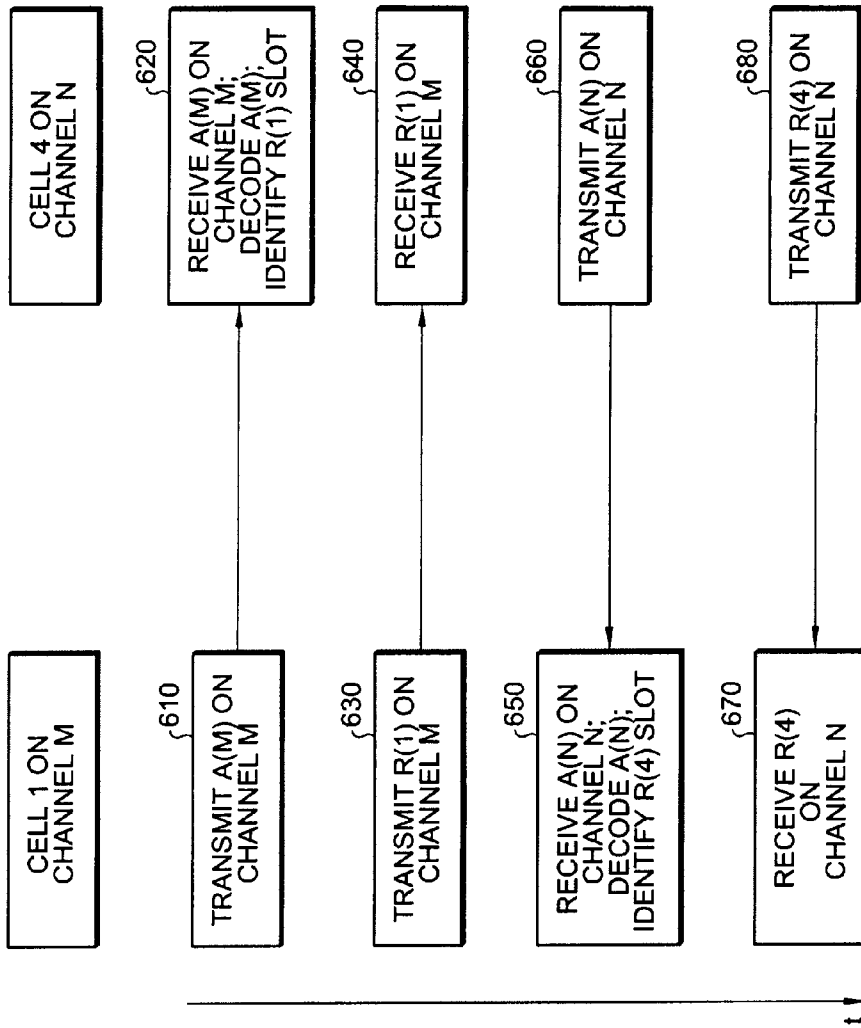 CELL 1 ON
CHANNEL M
CELL 4 ON
CHANNEL N
610
TRANSMIT A(M) ON
CHANNEL M
620
RECEIVE A(M) ON
CHANNEL M;
DECODE A(M);
IDENTIFY R(1) SLOT
630
TRANSMIT R(1) ON
CHANNEL M
640
RECEIVE R(1) ON
CHANNEL M
650
RECEIVE A(N) ON
CHANNEL N;
DECODE A(N);
IDENTIFY R(4) SLOT
660
TRANSMIT A(N) ON
CHANNEL N
670
RECEIVE R(4)
ON
CHANNEL N
680
TRANSMIT R(4) ON
CHANNEL N
t